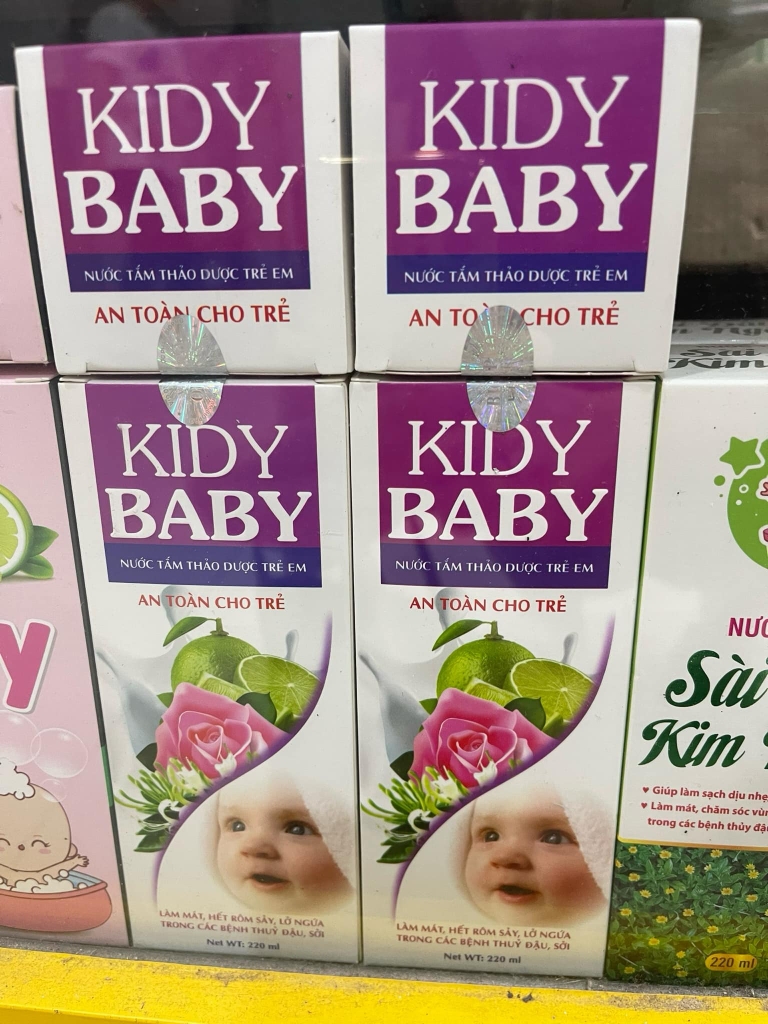 KIDY
BABY
NƯỚC TẮM THẢO DƯỢC TRẺ EM
AN TOÀN CHO TRẺ
KIDY
BABY
NƯỚC TẮM THẢO DƯỢC TRẺ EM
AN TOÀN CHO TRẺ
KIDY
BABY
NƯỚC TẮM THẢO DƯỢC TRẺ EM
AN TOÀN CHO TRẺ
LÀM MÁT, HẾT RÔM SẢY, LỞ NGỨA
TRONG CÁC BỆNH THUỶ ĐẬU, SỞI
Net WT: 220 ml
KIDY
BABY
NƯỚC TẮM THẢO DƯỢC TRẺ EM
AN TOÀN CHO TRẺ
LÀM MÁT, HẾT RÔM SẢY, LỞ NGỨA
TRONG CÁC BỆNH THUỶ ĐẬU, SỞI
Net WT: 220 ml
Y
Sài
Kim
Sài
Kim
♥ Giúp làm sạch dịu
♥ Làm mát, chăm sóc
trong các bệnh thủy
220 ml